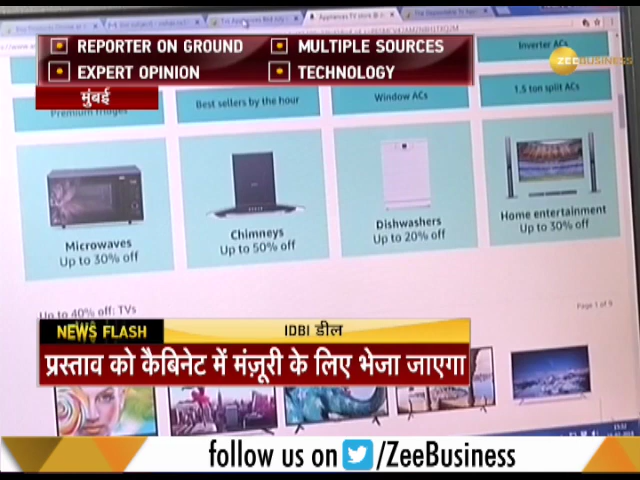 REPORTER ON GROUND
MULTIPLE SOURCES
EXPERT OPINION
TECHNOLOGY
ZEEBUSINESS
मुंबई
Inverter ACs
Premium fridges
Best sellers by the hour
Window ACs
1.5 ton split ACs
Microwaves
Up to 30% off
Chimneys
Up to 50% off
Dishwashers
Up to 20% off
Home entertainment
Up to 30% off
Up to 40% off: TVs
Page 1 of 9
NEWS FLASH
IDBI डील
प्रस्ताव को कैबिनेट में मंज़ूरी के लिए भेजा जाएगा
follow us on /ZeeBusiness